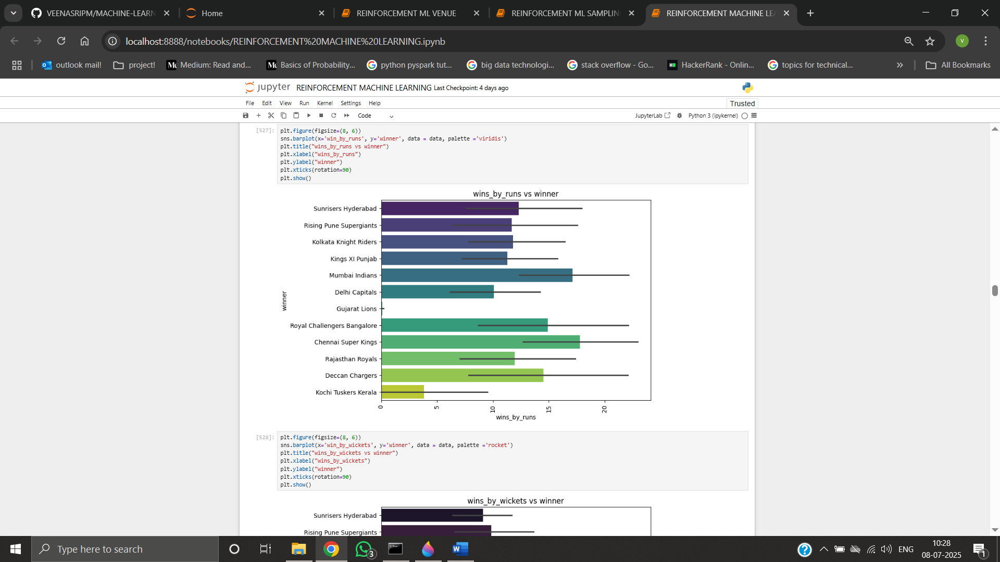 VEENASRIPM/MACHINE-LEARN
Home
REINFORCEMENT ML VENUE
REINFORCEMENT ML SAMPLIN
REINFORCEMENT MACHINE LE
localhost:8888/notebooks/REINFORCEMENT%20MACHINE%20LEARNING.ipynb
V
outlook mail!
project!
Medium: Read and...
Basics of Probability...
python pyspark tut...
big data technologi...
stack overflow - Go...
HackerRank - Onlin...
topics for technical...
All Bookmarks
jupyter REINFORCEMENT MACHINE LEARNING Last Checkpoint: 4 days ago
File Edit View Run Kernel Settings Help
Trusted
Code
JupyterLab
Python 3 (ipykernel)
[527]:
plt.figure(figsize=(8, 6))
sns.barplot(x='win_by_runs', y='winner', data = data, palette ='viridis')
plt.title("wins_by_runs vs winner")
plt.xlabel("wins_by_runs")
plt.ylabel("winner")
plt.xticks(rotation=90)
plt.show()
wins_by_runs vs winner
Sunrisers Hyderabad
Rising Pune Supergiants
Kolkata Knight Riders
Kings XI Punjab
Mumbai Indians
Delhi Capitals
Gujarat Lions
Royal Challengers Bangalore
Chennai Super Kings
Rajasthan Royals
Deccan Chargers
Kochi Tuskers Kerala
winner
0 5 10 15 20
wins_by_runs
[528]:
plt.figure(figsize=(8, 6))
sns.barplot(x='win_by_wickets', y='winner', data = data, palette ='rocket')
plt.title("wins_by_wickets vs winner")
plt.xlabel("wins_by_wickets")
plt.ylabel("winner")
plt.xticks(rotation=90)
plt.show()
wins_by_wickets vs winner
Sunrisers Hyderabad
Rising Pune Supergiants
Type here to search
3
W
ENG
10:28
08-07-2025
1